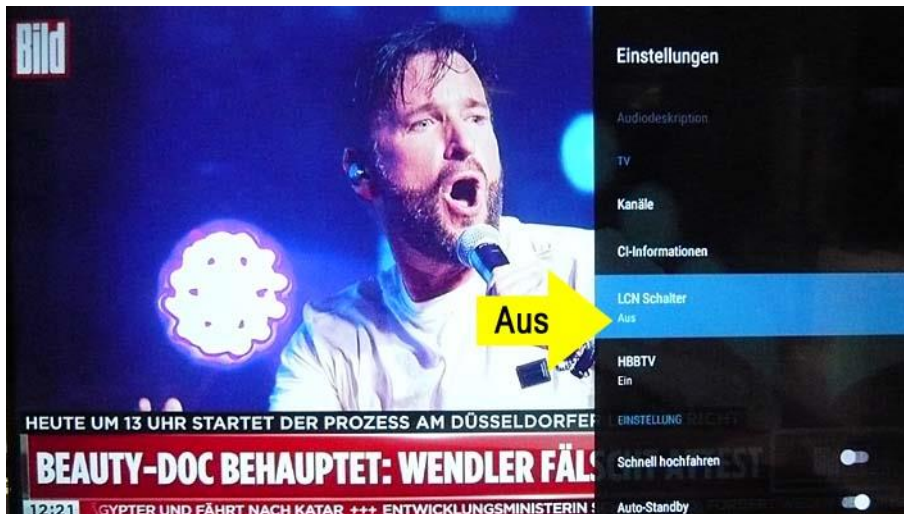 Bild
Einstellungen
Audiodeskription
TV
Kanäle
CI-Informationen
LCN Schalter
Aus
Aus
HBBTV
Ein
EINSTELLUNG
Schnell hochfahren
Auto-Standby
HEUTE UM 13 UHR STARTET DER PROZESS AM DÜSSELDORFER
BEAUTY-DOC BEHAUPTET: WENDLER FÄLSCHT ATTEST
12:21 GYPTER UND FÄHRT NACH KATAR +++ ENTWICKLUNGSMINISTERIN